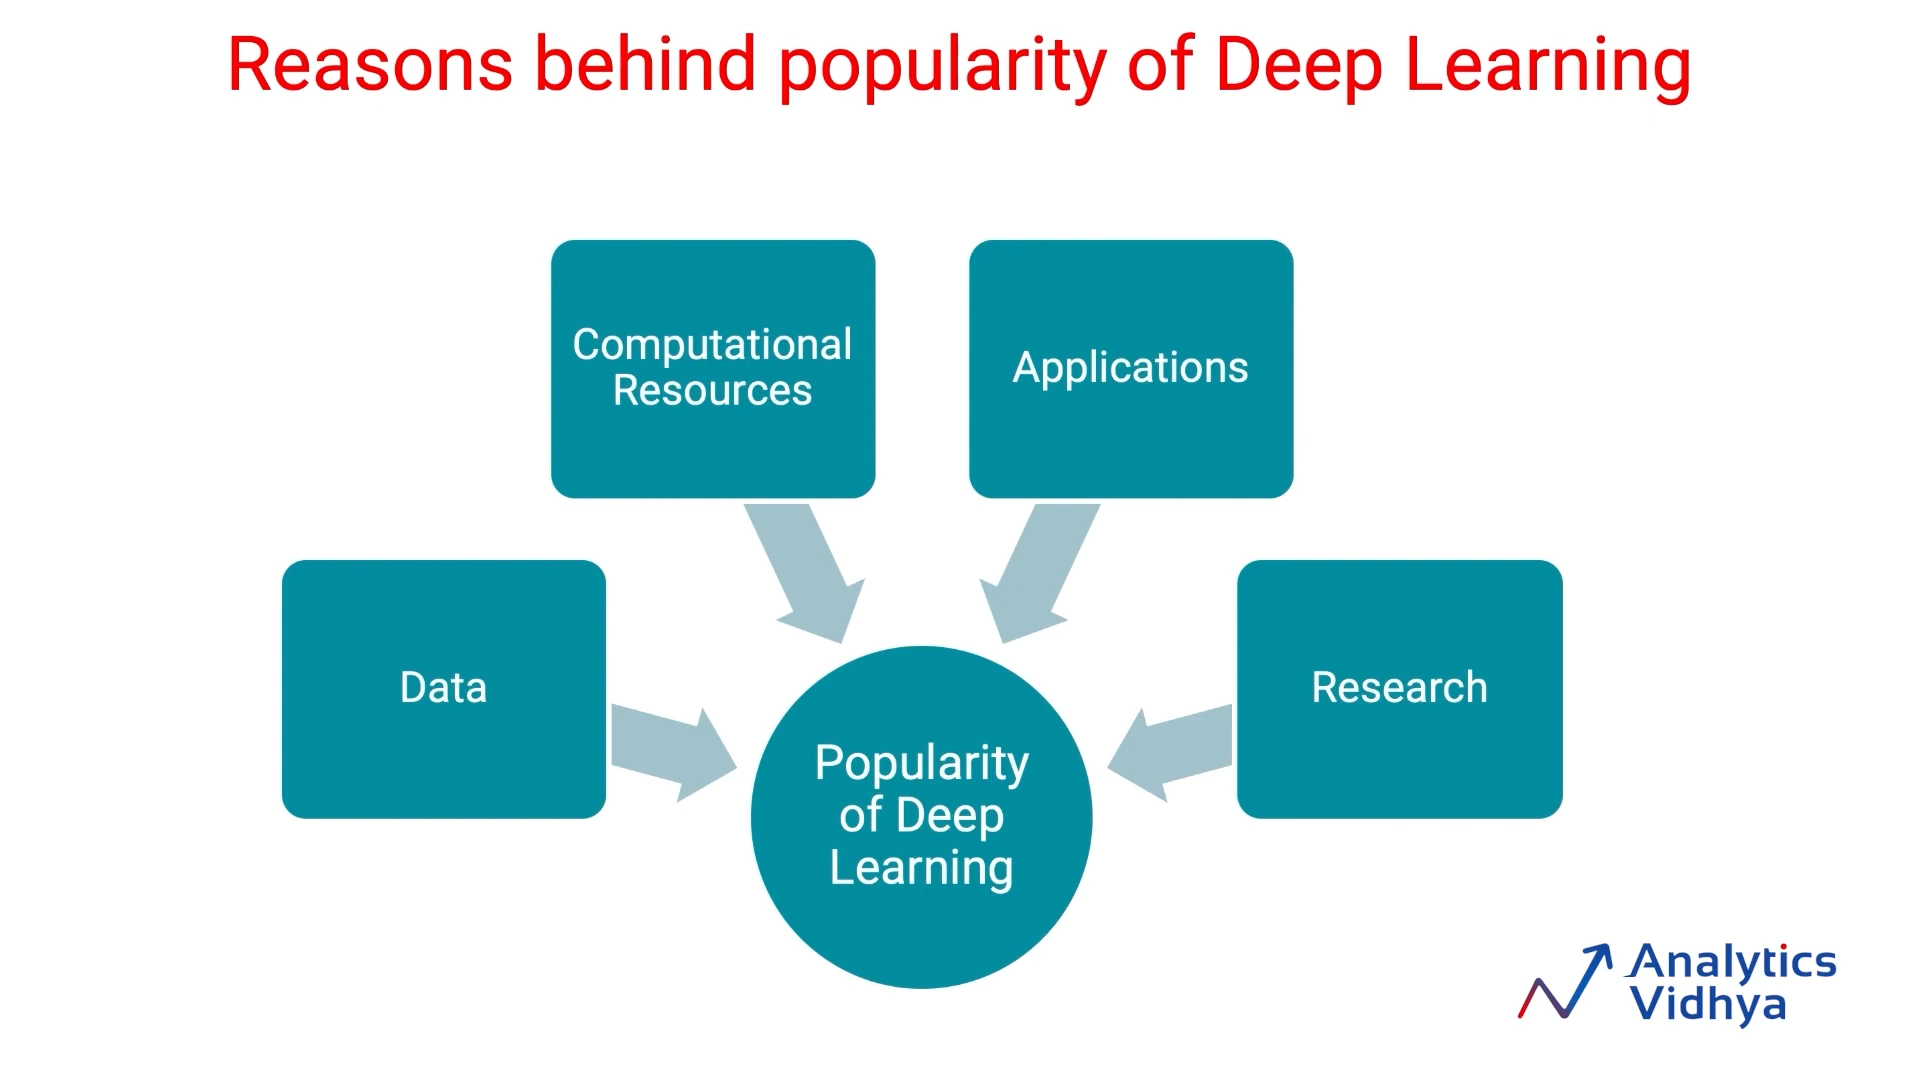 Reasons behind popularity of Deep Learning
Computational
Resources
Applications
Data
Research
Popularity
of Deep
Learning
Analytics
Vidhya